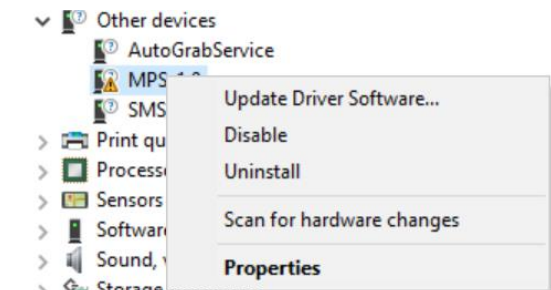 Other devices
AutoGrabService
MPS
SMS
Update Driver Software...
Disable
Uninstall
Scan for hardware changes
Properties
Print qu
Process
Sensors
Softwar
Sound,
Storage